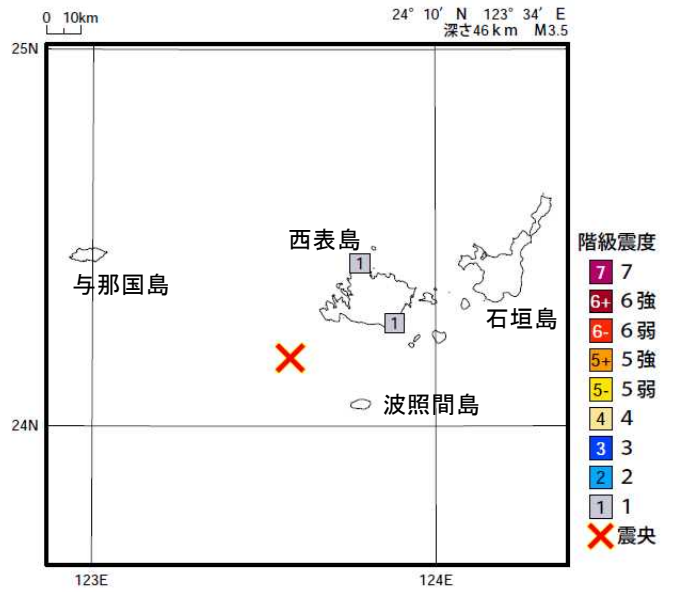 0 10km
24° 10′ N 123° 34′ E
深さ46km M3.5
25N
西表島
1
与那国島
1
石垣島
波照間島
24N
123E
124E
階級震度
7 7
6+ 6強
6- 6弱
5+ 5強
5- 5弱
4 4
3 3
2 2
1 1
震央